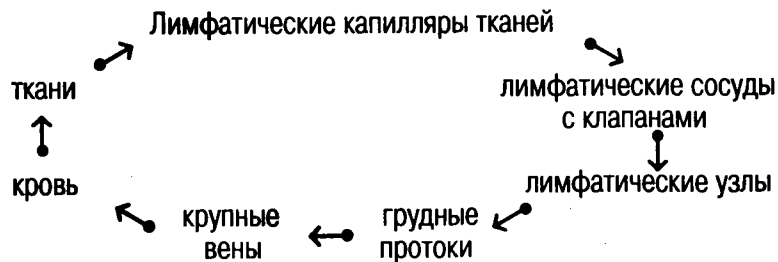 Лимфатические капилляры тканей
ткани
лимфатические сосуды
с клапанами
кровь
лимфатические узлы
крупные
вены
грудные
протоки